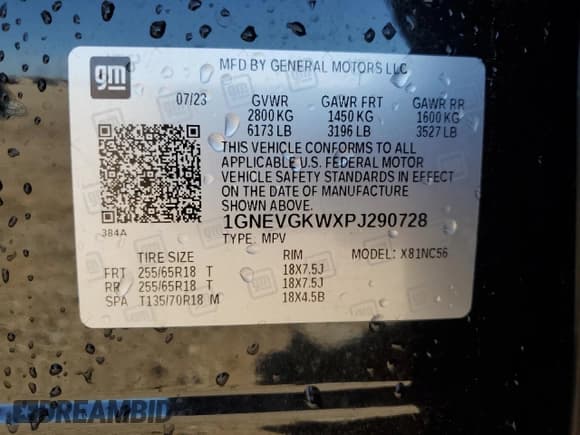 gm
MFD BY GENERAL MOTORS LLC
07/23 GVWR GAWR FRT GAWR RR
2800 KG 1450 KG 1600 KG
6173 LB 3196 LB 3527 LB
THIS VEHICLE CONFORMS TO ALL
APPLICABLE U.S. FEDERAL MOTOR
VEHICLE SAFETY STANDARDS IN EFFECT
ON THE DATE OF MANUFACTURE
SHOWN ABOVE.
384A
1GNEVGKWXPJ290728
TYPE: MPV MODEL: X81NC56
TIRE SIZE RIM
FRT 255/65R18 T 18X7.5J
RR 255/65R18 T 18X7.5J
SPA T135/70R18 M 18X4.5B
DREAMBID